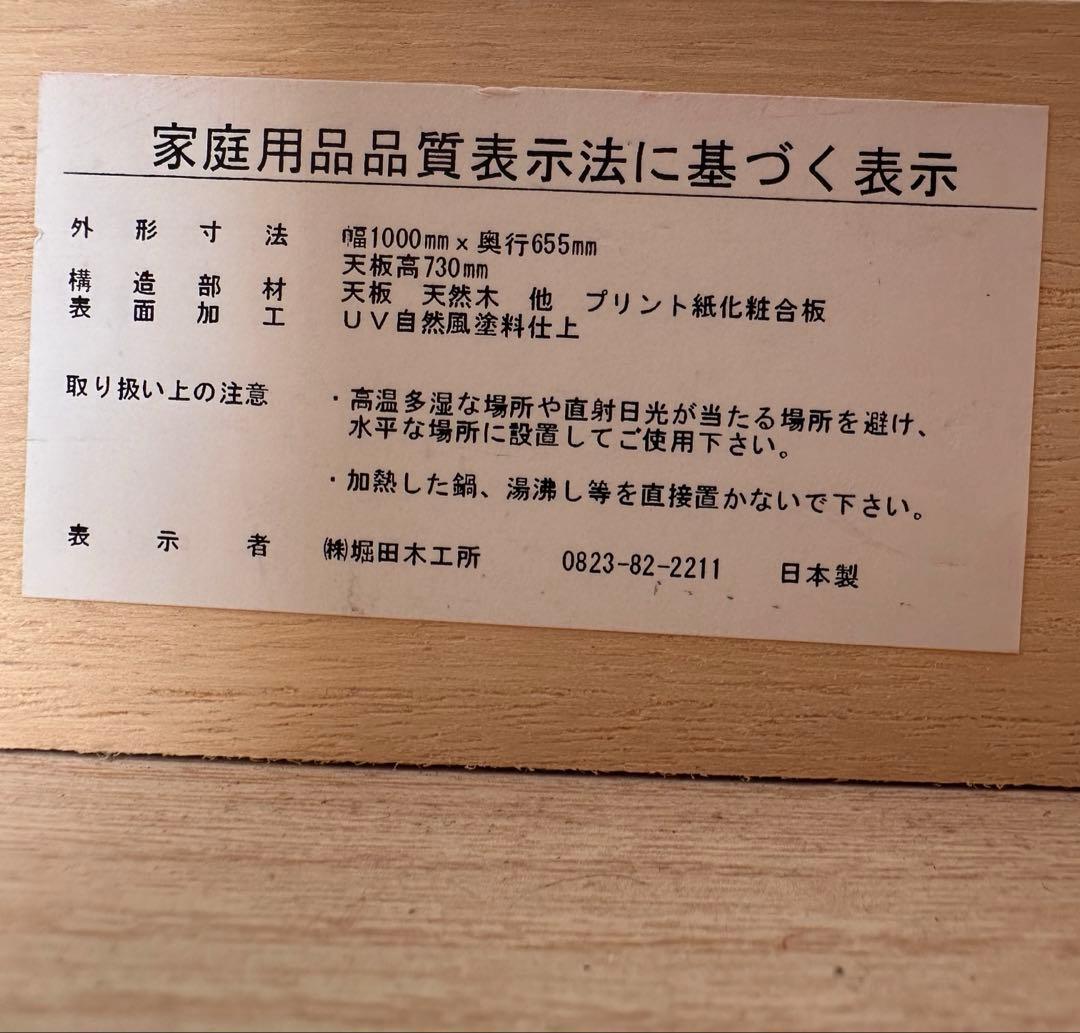 家庭用品品質表示法に基づく表示
外形寸法 幅1000mm×奥行655mm
天板高730mm
構造部材 天板 天然木 他 プリント紙化粧合板
表面加工 UV自然風塗料仕上
取り扱い上の注意 ・高温多湿な場所や直射日光が当たる場所を避け、
水平な場所に設置してご使用下さい。
・加熱した鍋、湯沸し等を直接置かないで下さい。
表示者 ㈱堀田木工所 0823-82-2211 日本製